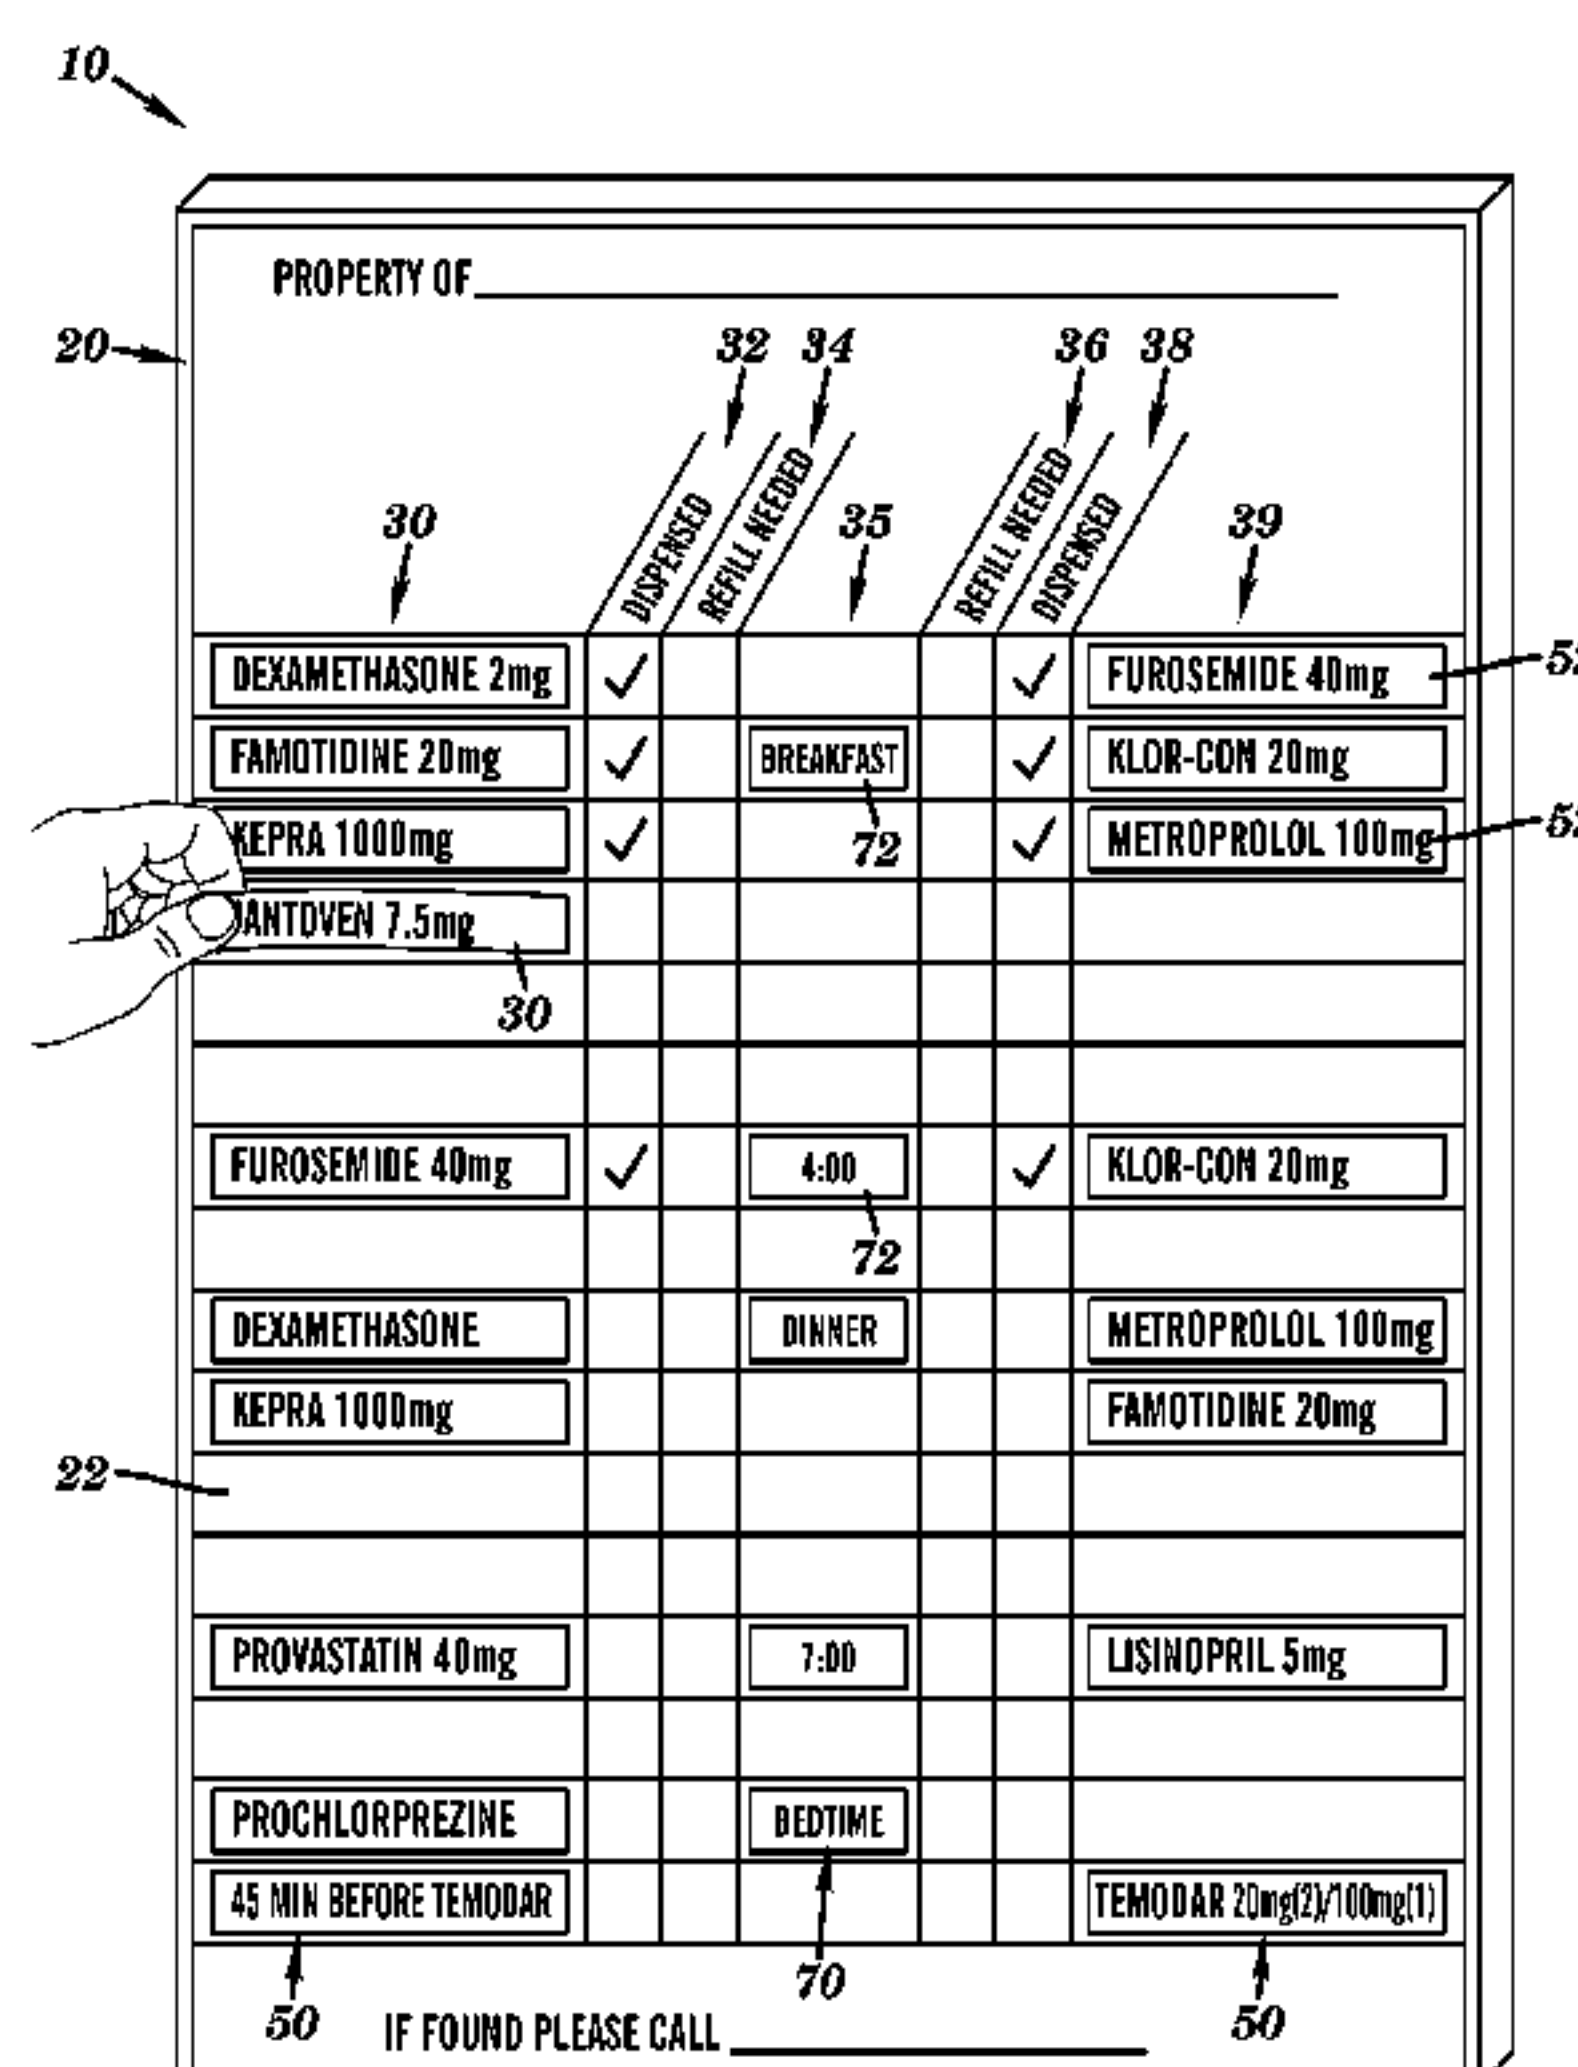 10
PROPERTY OF
20
32 34 36 38
DISPENSED REFILL NEEDED REFILL NEEDED DISPENSED
30 35 39
DEXAMETHASONE 2mg FUROSEMIDE 40mg
FAMOTIDINE 20mg BREAKFAST KLOR-CON 20mg
72
KEPRA 1000mg METROPROLOL 100mg
ANTOVEN 7.5mg
30
FUROSEMIDE 40mg 4:00 KLOR-CON 20mg
72
DEXAMETHASONE DINNER METROPROLOL 100mg
KEPRA 1000mg FAMOTIDINE 20mg
22
PROVASTATIN 40mg 7:00 LISINOPRIL 5mg
PROCHLORPREZINE BEDTIME
45 MIN BEFORE TEMODAR TEMODAR 20mg(2)/100mg(1)
70
50 50
IF FOUND PLEASE CALL